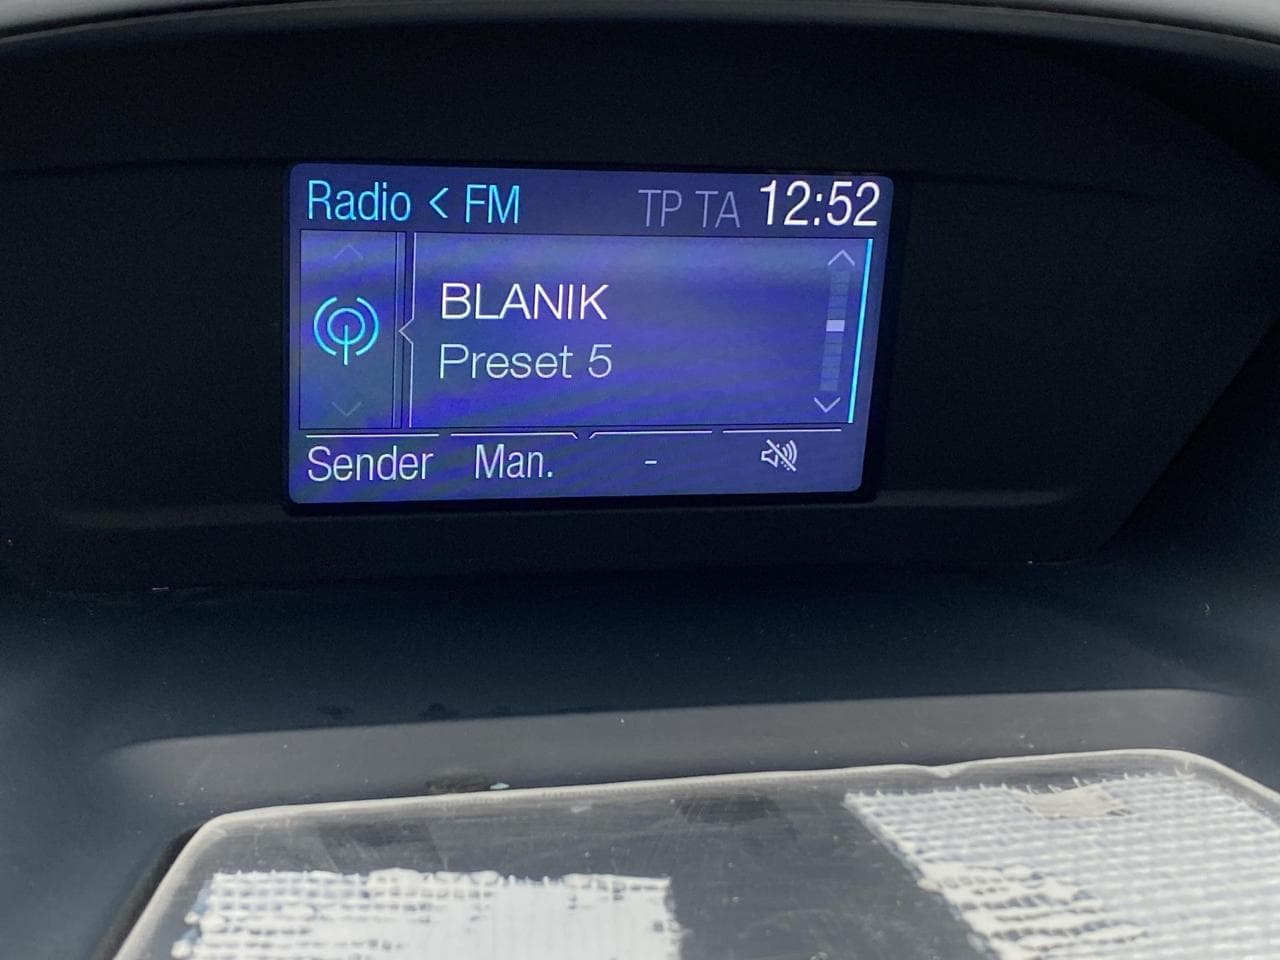 Radio < FM TP TA 12:52
BLANIK
Preset 5
Sender Man. -